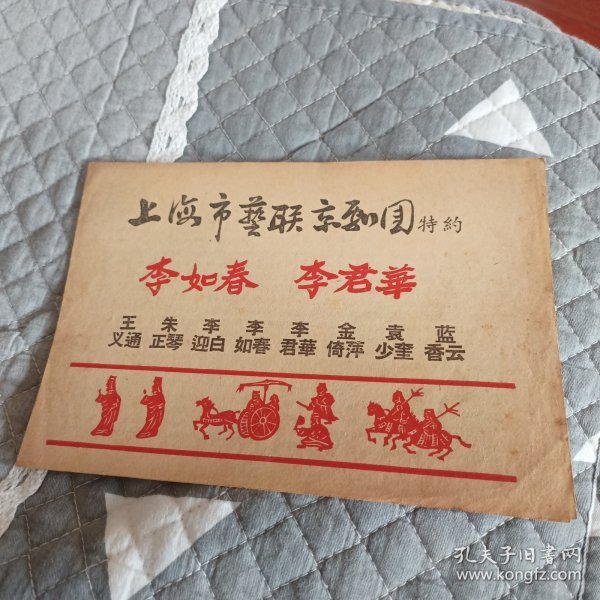 上海市藝联京剧团特約
李如春 李君華
王义通 朱正琴 李迎白 李如春 李君華 金倚萍 袁少奎 蓝香云
孔夫子旧书网
www.kongfz.com